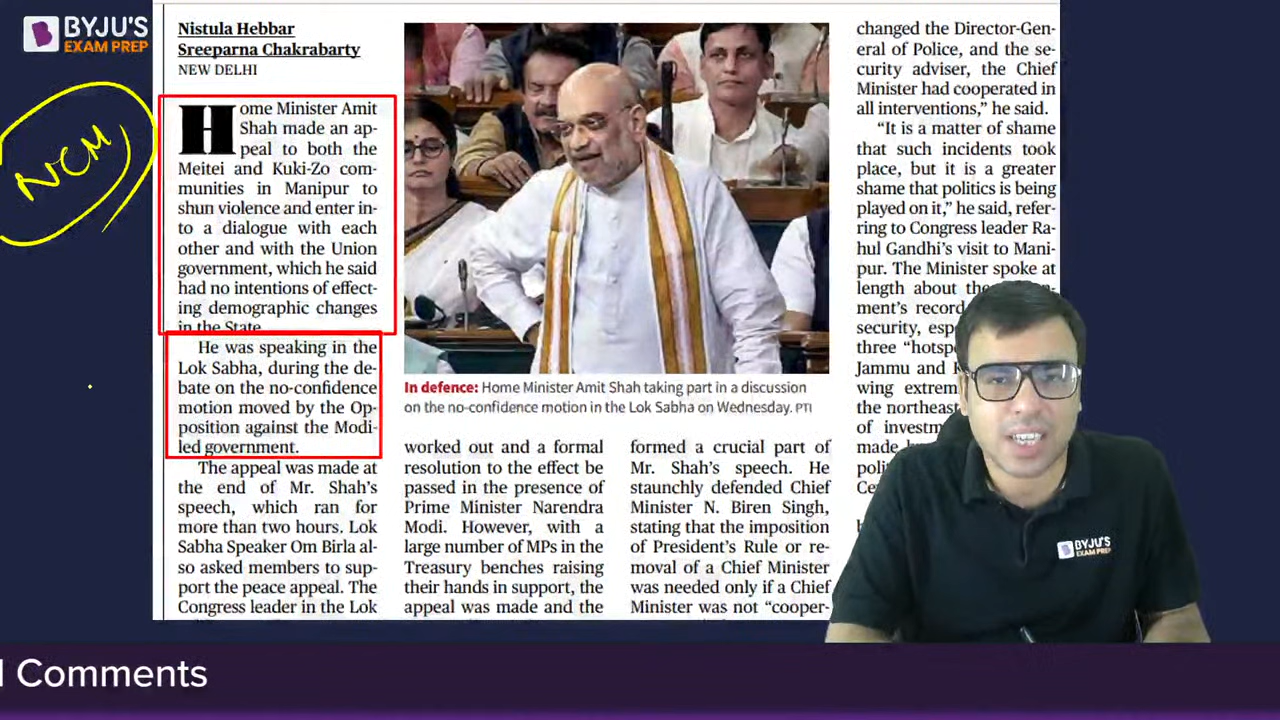 BYJU'S
EXAM PREP
NCM
Nistula Hebbar
Sreeparna Chakrabarty
NEW DELHI
Home Minister Amit
Shah made an ap-
peal to both the
Meitei and Kuki-Zo com-
munities in Manipur to
shun violence and enter in-
to a dialogue with each
other and with the Union
government, which he said
had no intentions of effect-
ing demographic changes
in the State.
He was speaking in the
Lok Sabha, during the de-
bate on the no-confidence
motion moved by the Op-
position against the Modi-
led government.
The appeal was made at
the end of Mr. Shah's
speech, which ran for
more than two hours. Lok
Sabha Speaker Om Birla al-
so asked members to sup-
port the peace appeal. The
Congress leader in the Lok
In defence: Home Minister Amit Shah taking part in a discussion
on the no-confidence motion in the Lok Sabha on Wednesday. PTI
worked out and a formal
resolution to the effect be
passed in the presence of
Prime Minister Narendra
Modi. However, with a
large number of MPs in the
Treasury benches raising
their hands in support, the
appeal was made and the
formed a crucial part of
Mr. Shah's speech. He
staunchly defended Chief
Minister N. Biren Singh,
stating that the imposition
of President's Rule or re-
moval of a Chief Minister
was needed only if a Chief
Minister was not "cooper-
changed the Director-Gen-
eral of Police, and the se-
curity adviser, the Chief
Minister had cooperated in
all interventions," he said.
"It is a matter of shame
that such incidents took
place, but it is a greater
shame that politics is being
played on it," he said, refer-
ring to Congress leader Ra-
hul Gandhi's visit to Mani-
pur. The Minister spoke at
length about the
ment's record
security,
three
Jammu and
wing
the northeast
of
made
BYJU'S
EXAM PREP
Comments